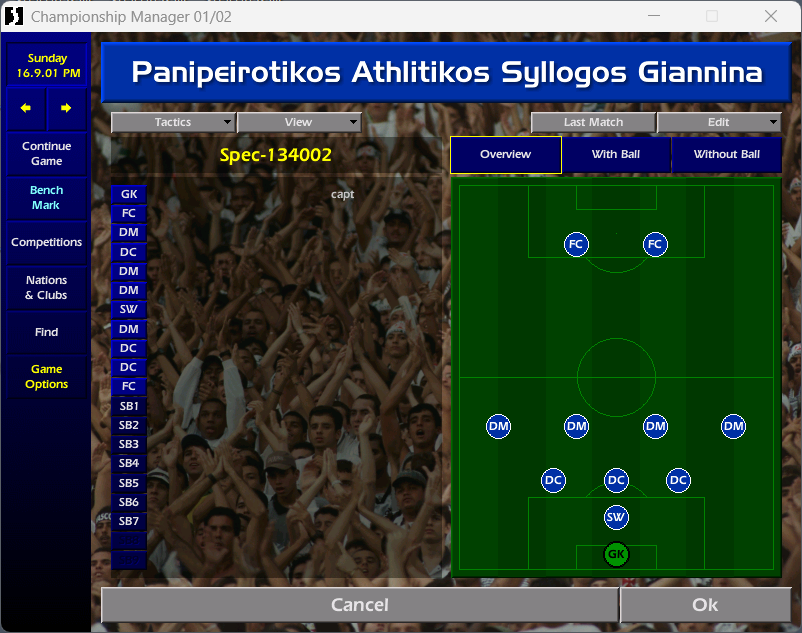 Championship Manager 01/02
Sunday
16.9.01 PM
Panipeirotikos Athlitikos Syllogos Giannina
Continue
Game
Bench
Mark
Competitions
Nations
& Clubs
Find
Game
Options
Tactics
View
Last Match
Edit
Spec-134002
Overview
With Ball
Without Ball
GK
capt
FC
DM
DC
DM
DM
SW
DM
DC
DC
FC
SB1
SB2
SB3
SB4
SB5
SB6
SB7
FC FC
DM DM DM DM
DC DC DC
SW
GK
Cancel
Ok